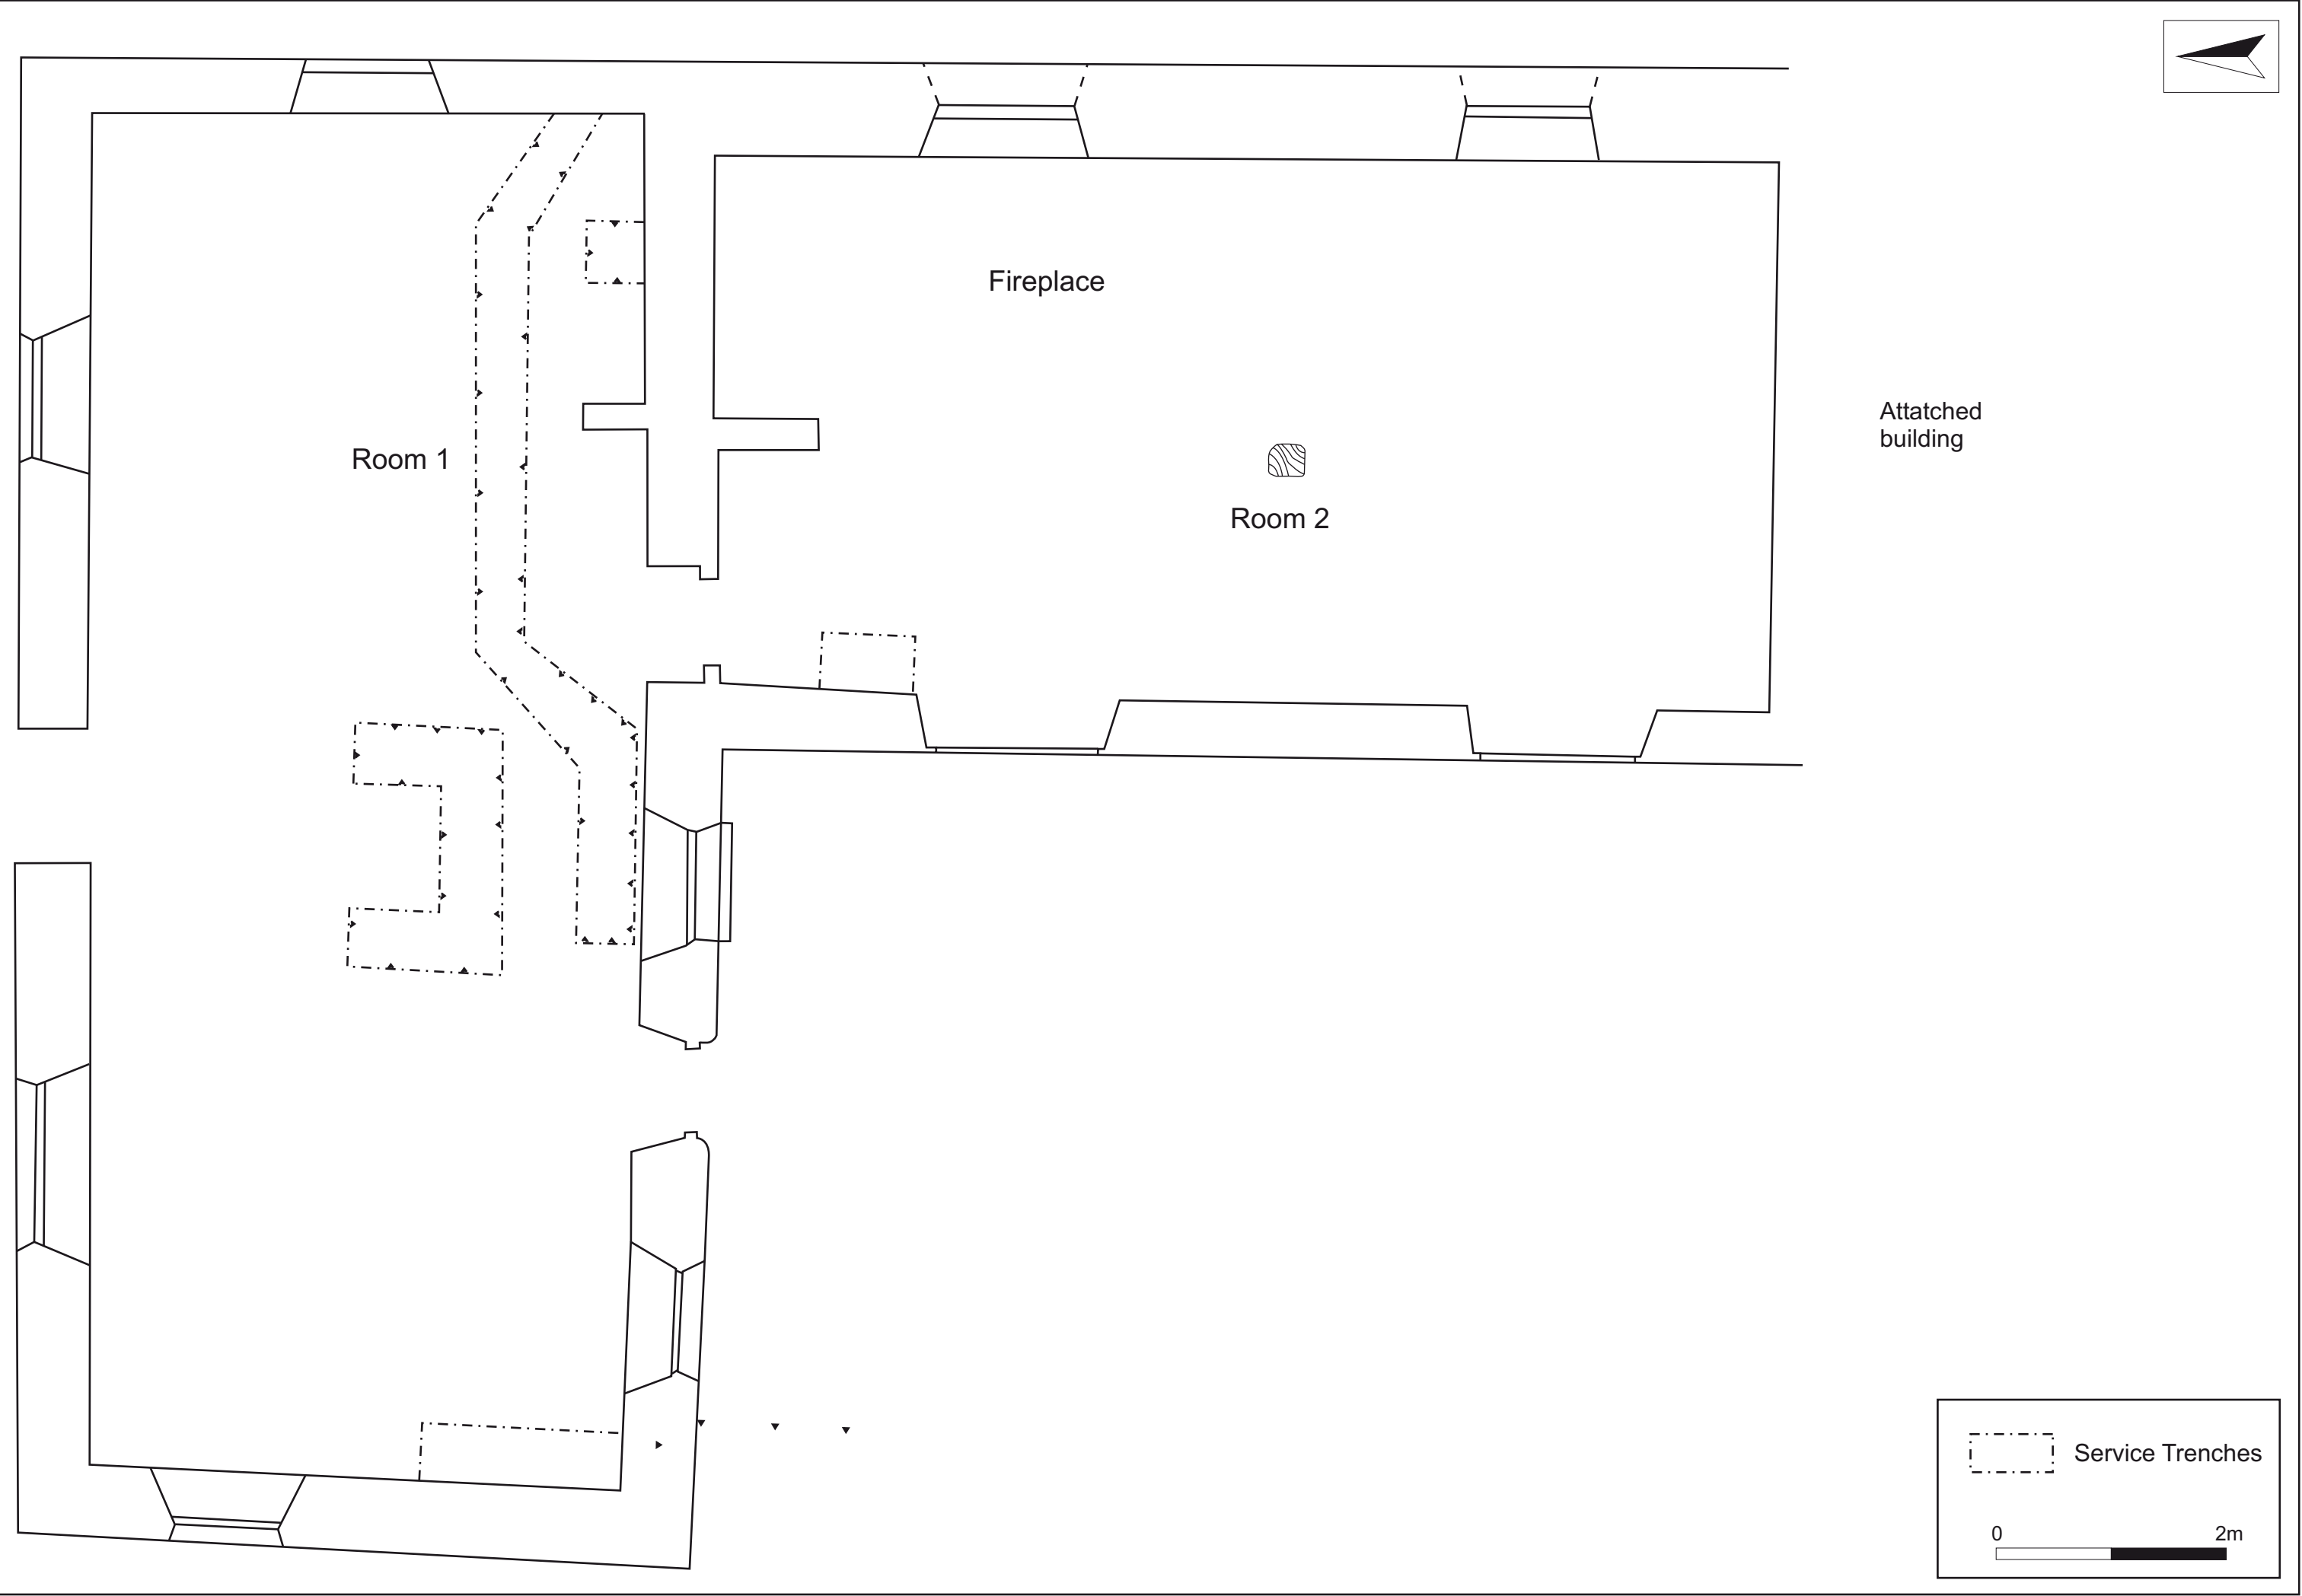 Fireplace
Attatched
building
Room 1
Room 2
Service Trenches
0 2m